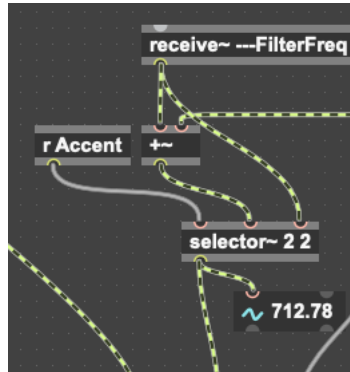 receive~ ---FilterFreq
r Accent
+~
selector~ 2 2
712.78